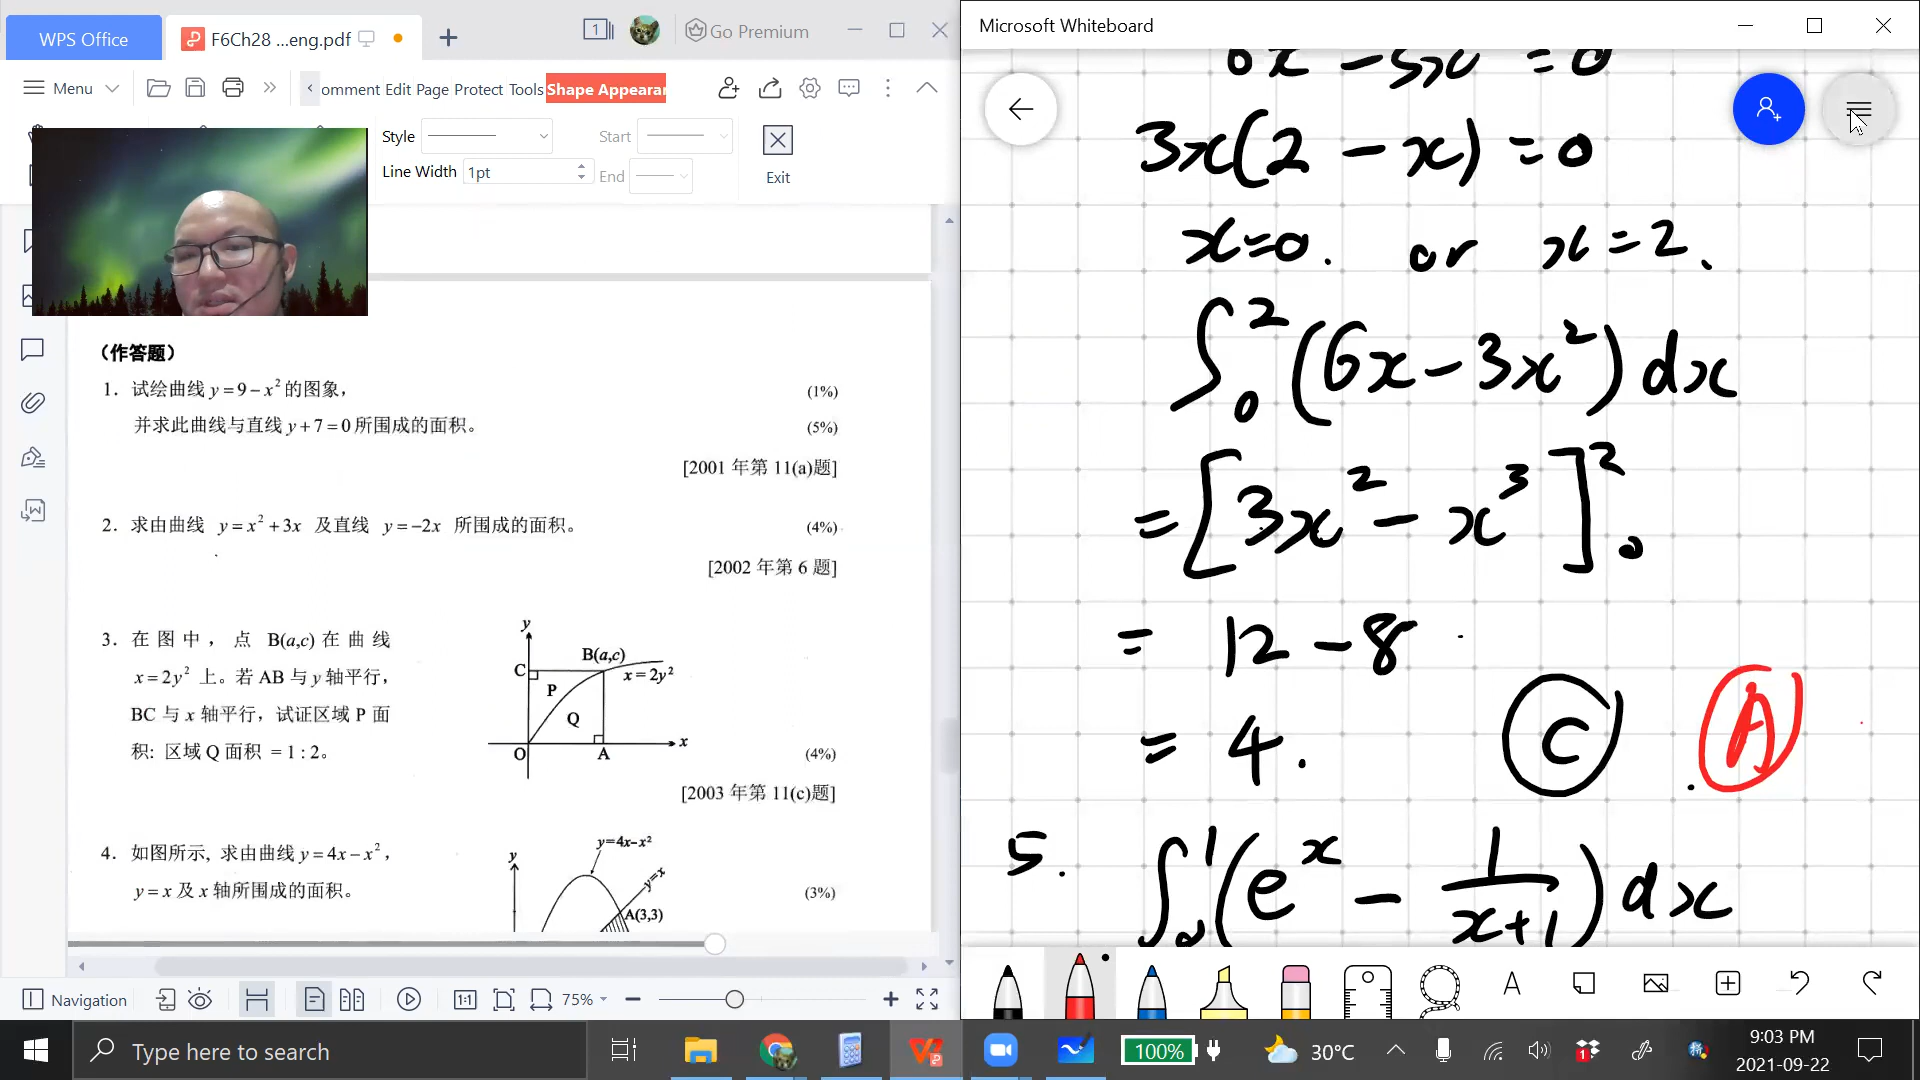 WPS Office
F6Ch28 ...eng.pdf
1
Go Premium
Menu
omment Edit Page Protect Tools Shape Appearar
Style
Start
Line Width 1pt
End
Exit
（作答题）
1. 试绘曲线 y = 9 − x² 的图象， (1%)
并求此曲线与直线 y + 7 = 0 所围成的面积。 (5%)
[2001 年第 11(a)题]
2. 求由曲线 y = x² + 3x 及直线 y = −2x 所围成的面积。 (4%)
[2002 年第 6 题]
3. 在图中，点 B(a,c) 在曲线
x = 2y² 上。若 AB 与 y 轴平行，
BC 与 x 轴平行，试证区域 P 面
积: 区域 Q 面积 = 1 : 2。 (4%)
y
C
B(a,c)
x = 2y²
P
Q
O
A
x
[2003 年第 11(c)题]
4. 如图所示, 求由曲线 y = 4x − x²，
y = x 及 x 轴所围成的面积。 (3%)
y
y=4x−x²
y=x
A(3,3)
Navigation
1:1
75%
Microsoft Whiteboard
3x(2 − x) = 0
x=0. or x=2.
∫₀² (6x − 3x²) dx
= [3x² − x³]₀²
= 12 − 8
= 4. C A
5. ∫₀¹ (eˣ − 1/(x+1)) dx
A
Type here to search
100%
30°C
1
9:03 PM
2021-09-22